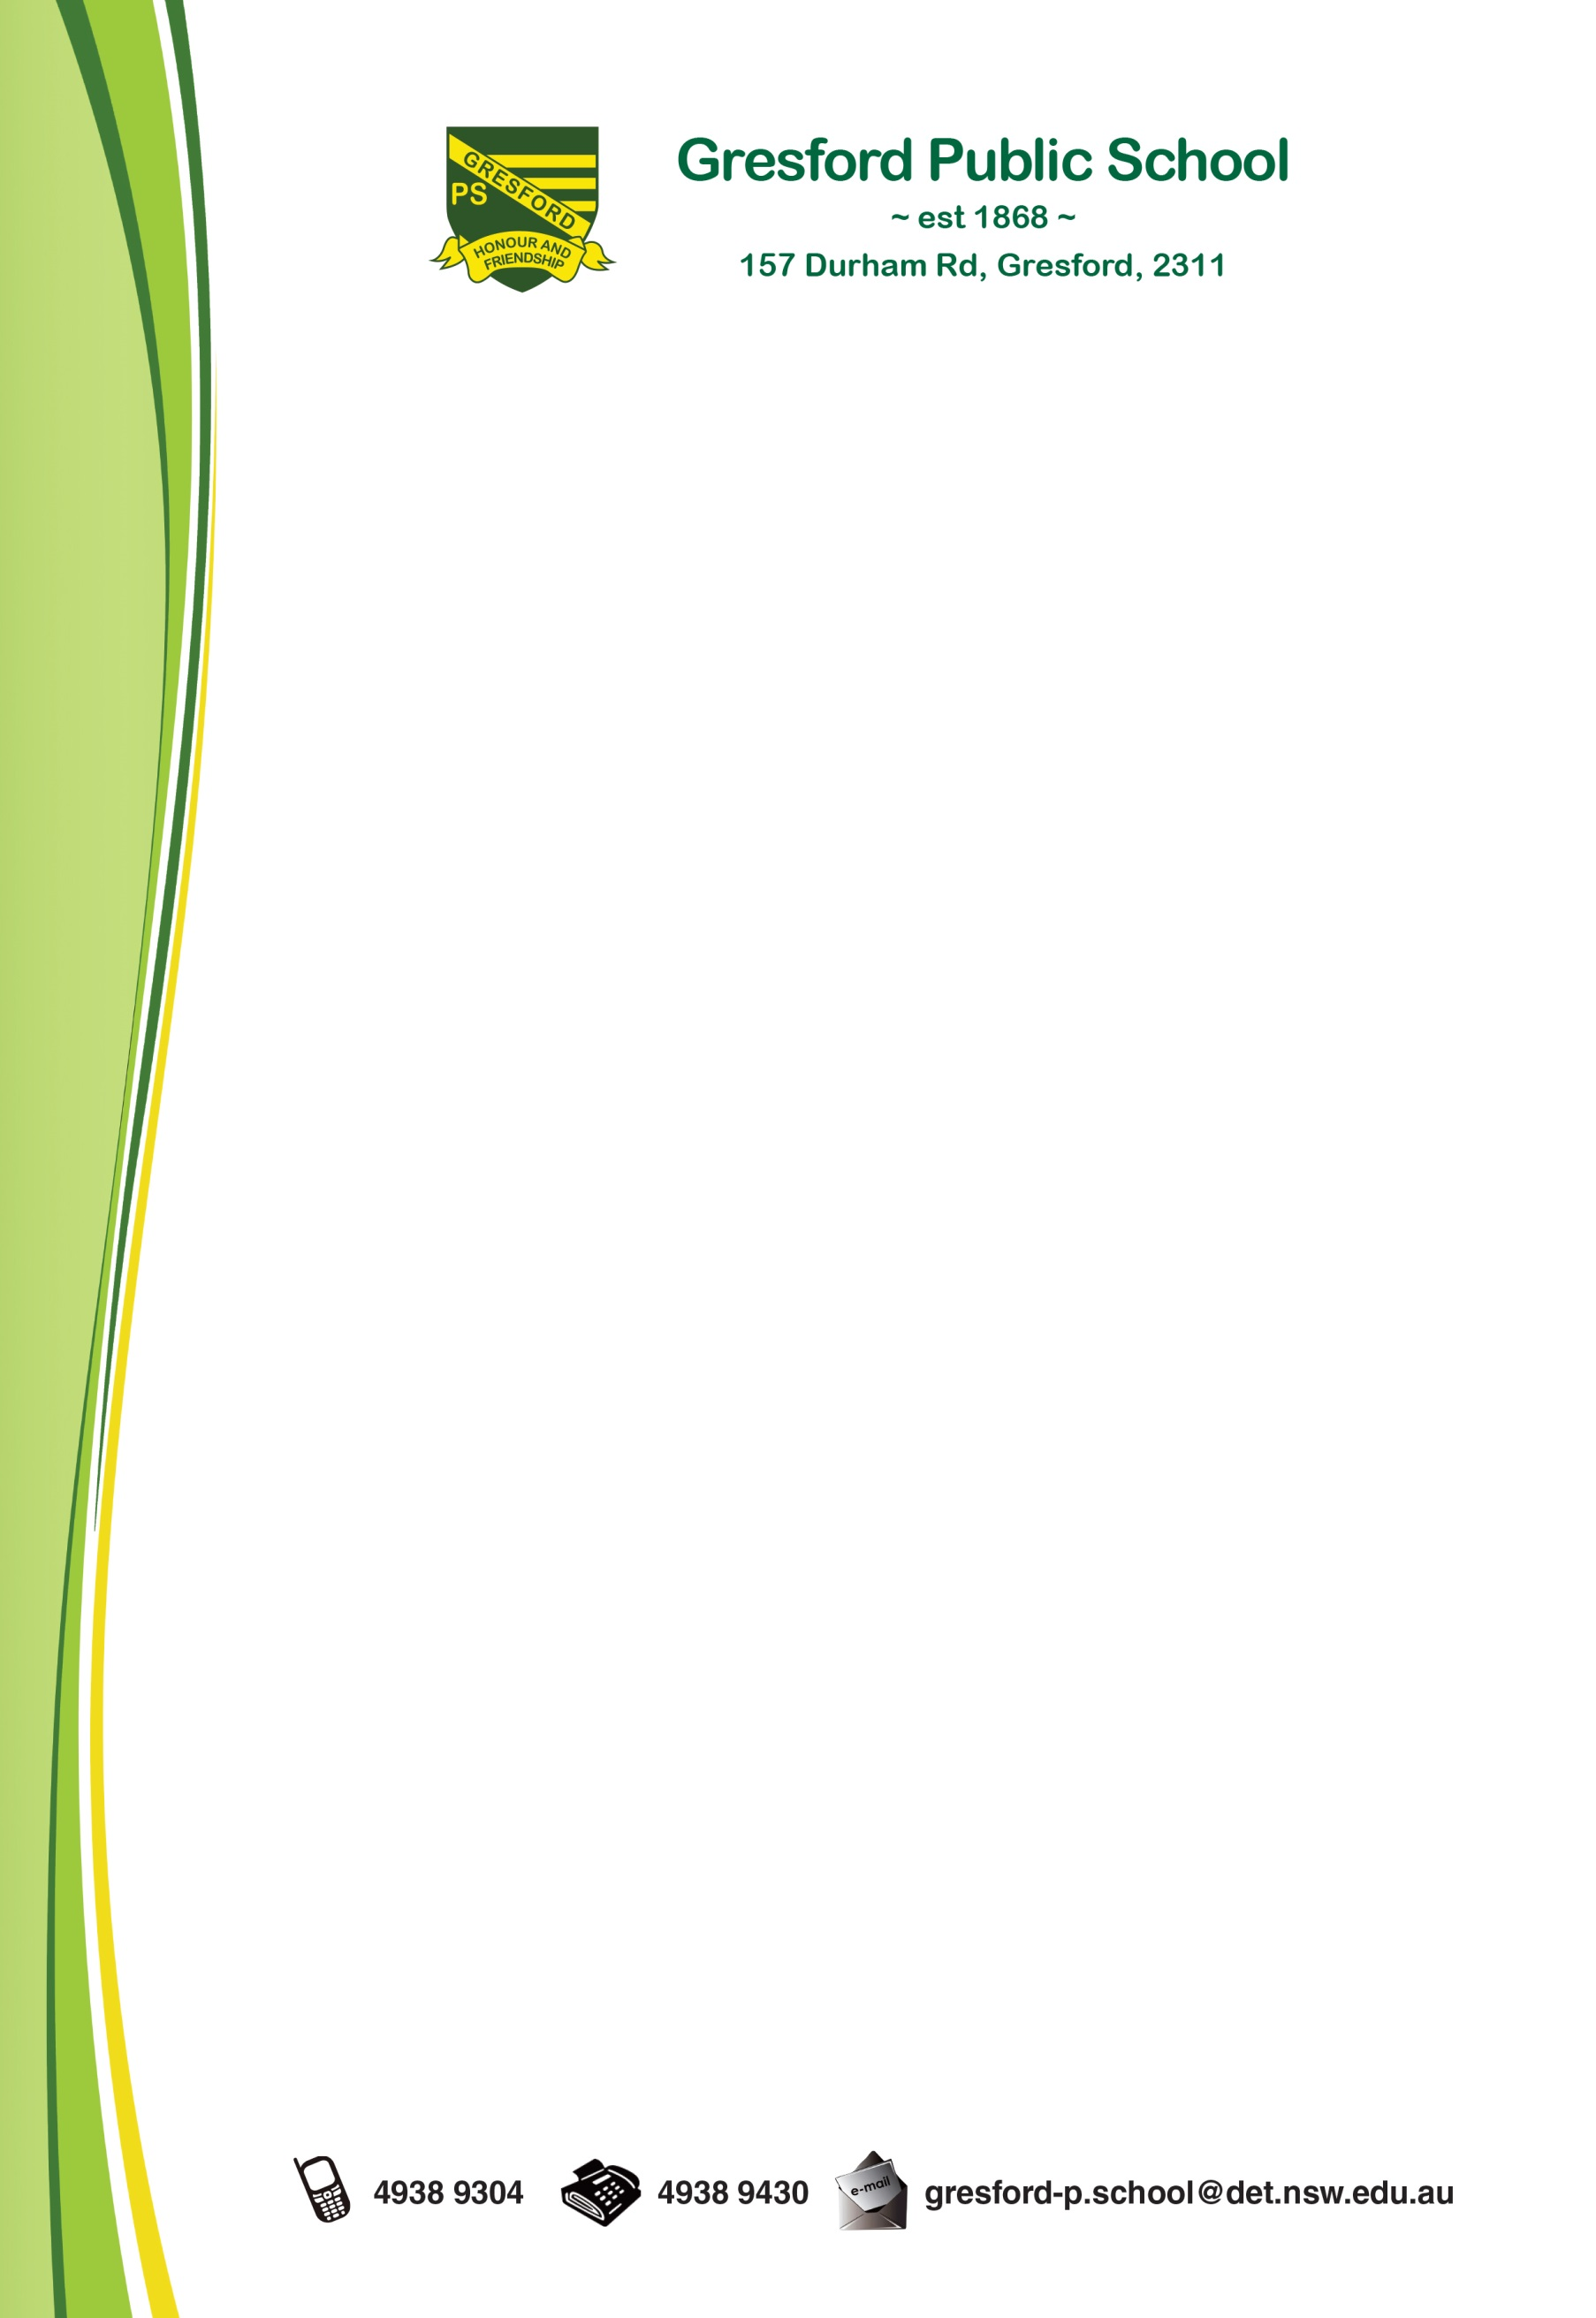 GRESFORD
PS
HONOUR AND
FRIENDSHIP
Gresford Public School
~ est 1868 ~
157 Durham Rd, Gresford, 2311
4938 9304
4938 9430
e-mail
gresford-p.school@det.nsw.edu.au